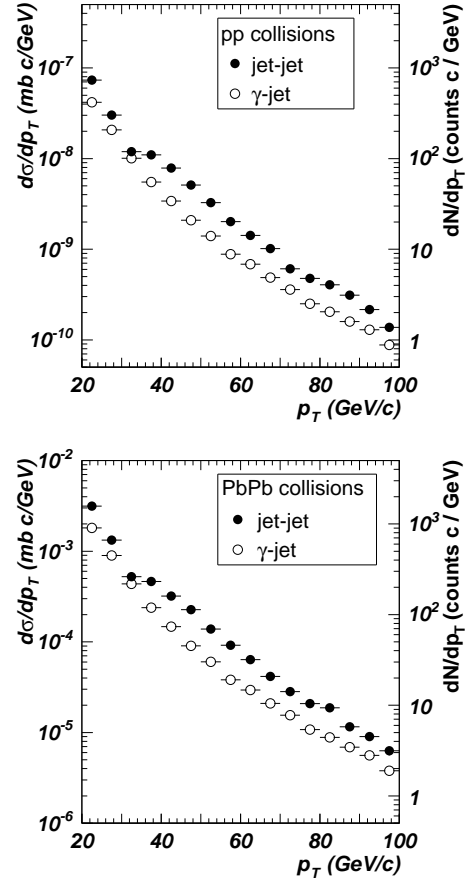 dσ/dp_T (mb c/GeV)
dN/dp_T (counts c / GeV)
pp collisions
jet-jet
γ-jet
10^-7
10^-8
10^-9
10^-10
10^3
10^2
10
1
20 40 60 80 100
p_T (GeV/c)
dσ/dp_T (mb c/GeV)
dN/dp_T (counts c / GeV)
PbPb collisions
jet-jet
γ-jet
10^-2
10^-3
10^-4
10^-5
10^-6
10^3
10^2
10
1
20 40 60 80 100
p_T (GeV/c)